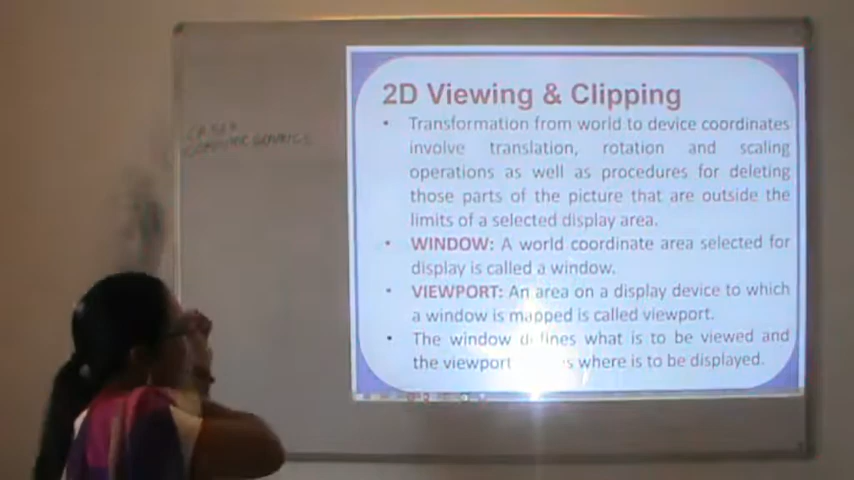 COMPUTER GRAPHICS
2D Viewing & Clipping
• Transformation from world to device coordinates
involve translation, rotation and scaling
operations as well as procedures for deleting
those parts of the picture that are outside the
limits of a selected display area.
• WINDOW: A world coordinate area selected for
display is called a window.
• VIEWPORT: An area on a display device to which
a window is mapped is called viewport.
• The window defines what is to be viewed and
the viewport where is to be displayed.